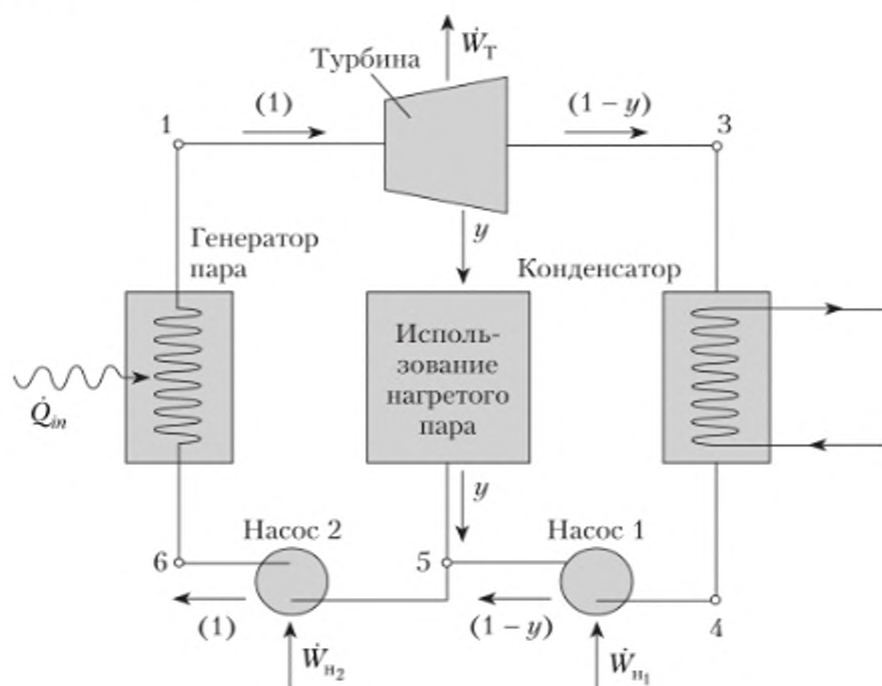 Ẇт
Турбина
(1)
(1 – y)
1
3
y
Генератор
пара
Конденсатор
Исполь-
зование
нагретого
пара
Q̇in
y
Насос 2
Насос 1
6
5
(1)
(1 – y)
4
Ẇн₂
Ẇн₁